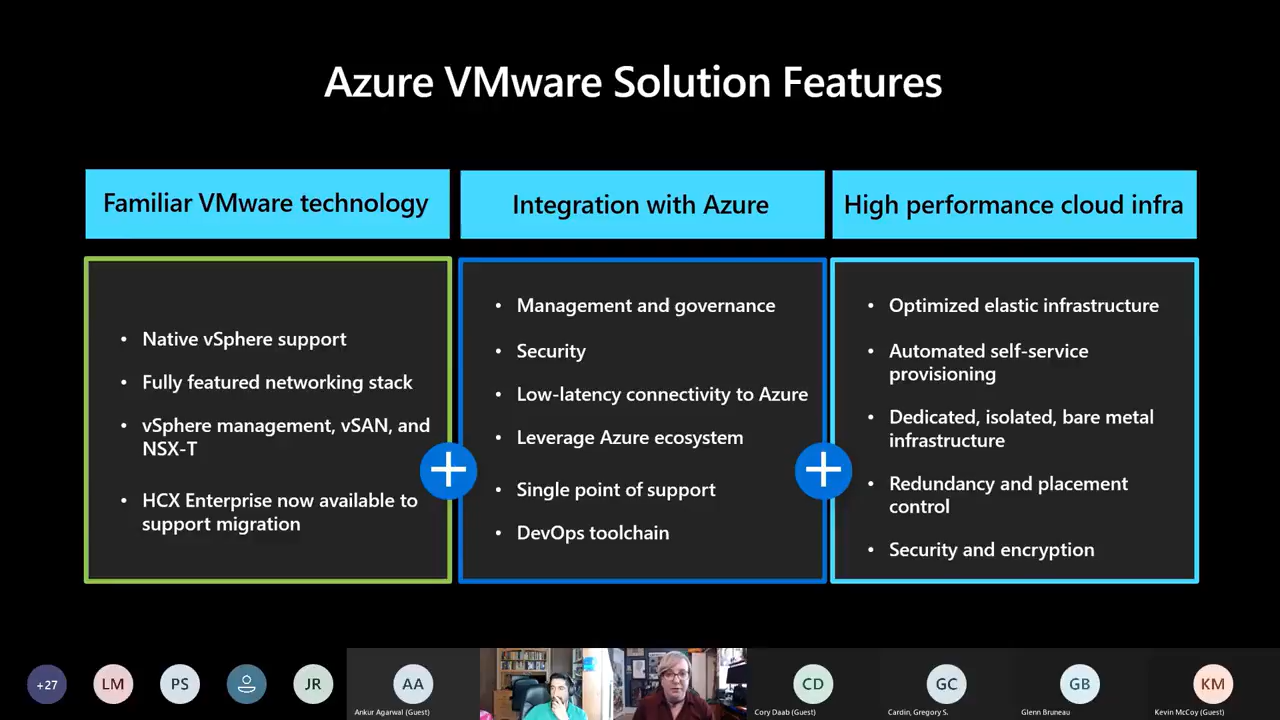 Azure VMware Solution Features
Familiar VMware technology
Integration with Azure
High performance cloud infra
• Native vSphere support
• Fully featured networking stack
• vSphere management, vSAN, and
NSX-T
• HCX Enterprise now available to
support migration
• Management and governance
• Security
• Low-latency connectivity to Azure
• Leverage Azure ecosystem
• Single point of support
• DevOps toolchain
• Optimized elastic infrastructure
• Automated self-service
provisioning
• Dedicated, isolated, bare metal
infrastructure
• Redundancy and placement
control
• Security and encryption
+27
LM
PS
JR
AA
Ankur Agarwal (Guest)
CD
Cory Daab (Guest)
GC
Cardin, Gregory S.
GB
Glenn Bruneau
KM
Kevin McCoy (Guest)